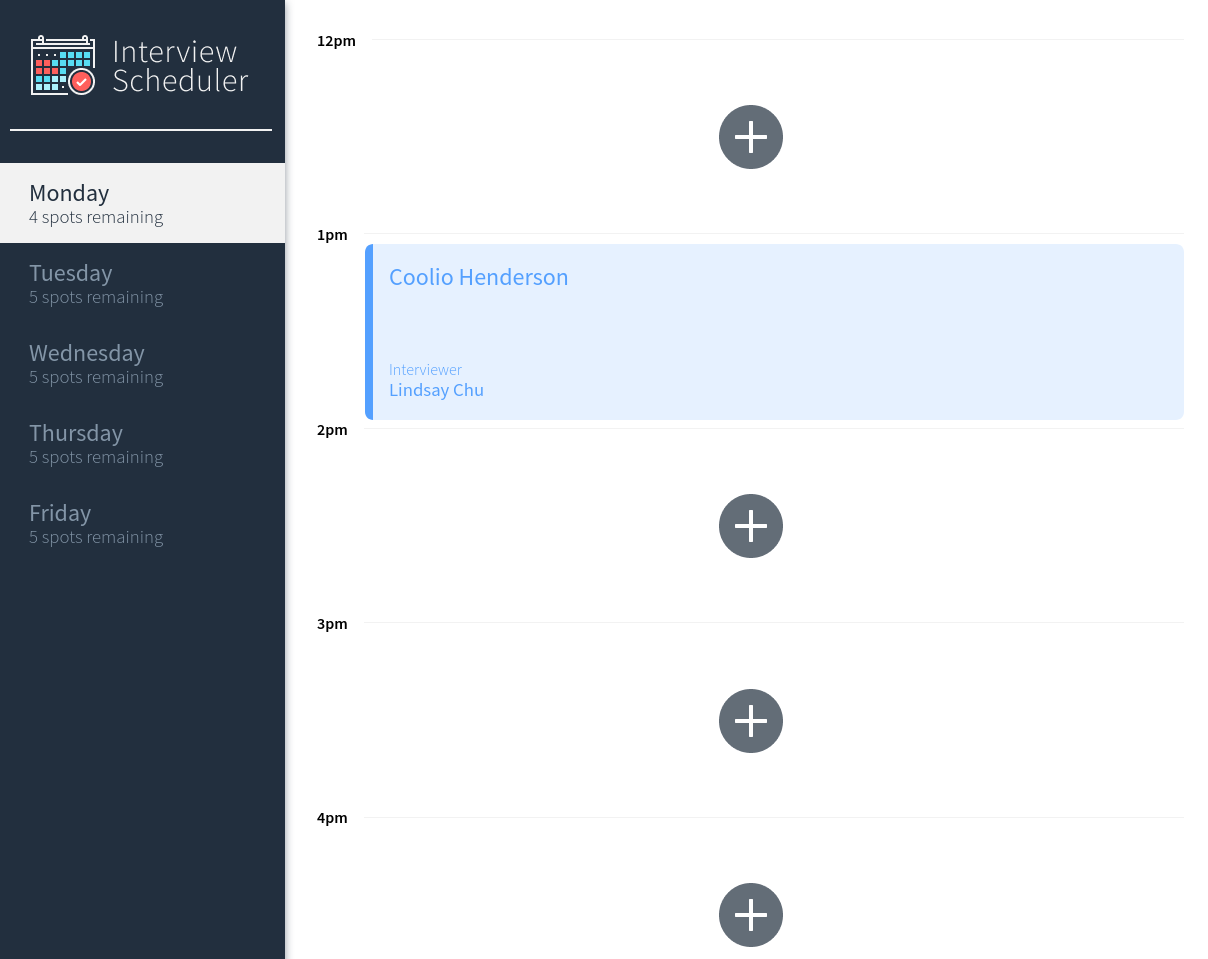 Interview
Scheduler
Monday
4 spots remaining
Tuesday
5 spots remaining
Wednesday
5 spots remaining
Thursday
5 spots remaining
Friday
5 spots remaining
12pm
1pm
Coolio Henderson
Interviewer
Lindsay Chu
2pm
3pm
4pm